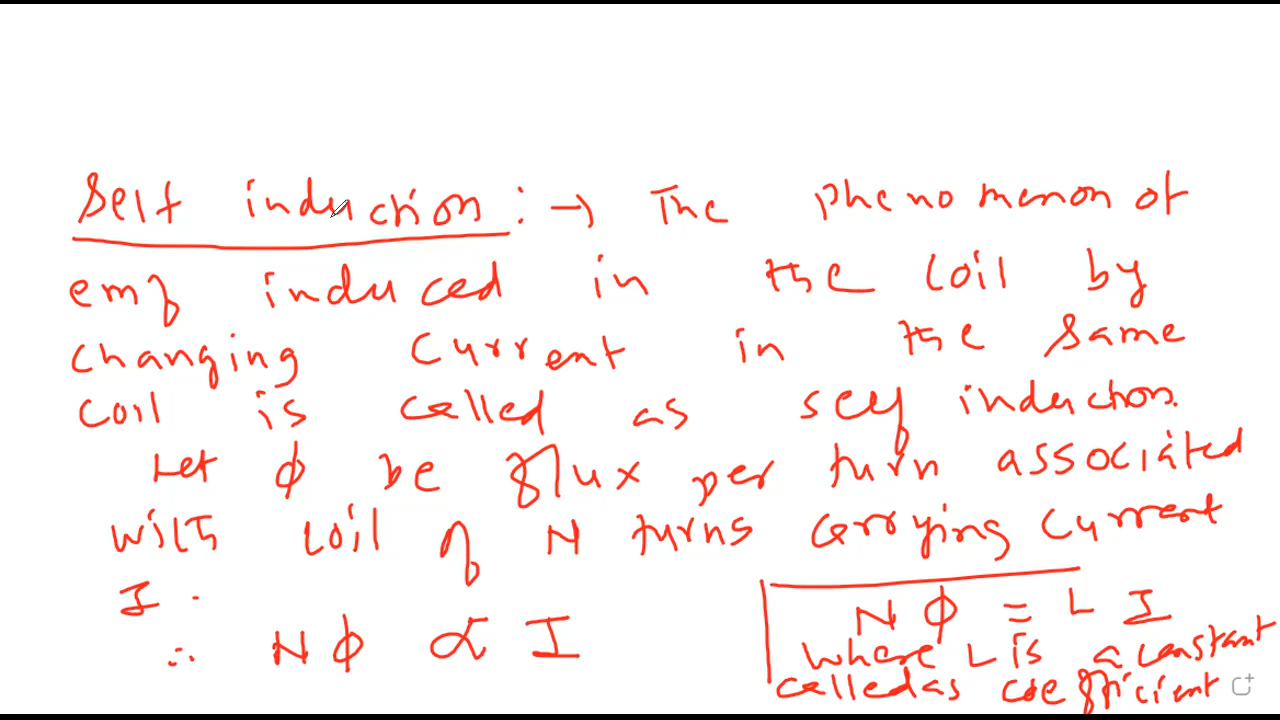 Self induction :→ The phenomenon of
emf induced in the coil by
changing current in the same
coil is called as self induction.
Let ϕ be flux per turn associated
with coil of N turns carrying current
I.
∴ Nϕ ∝ I
Nϕ = L I
where L is a constant
called as coefficient